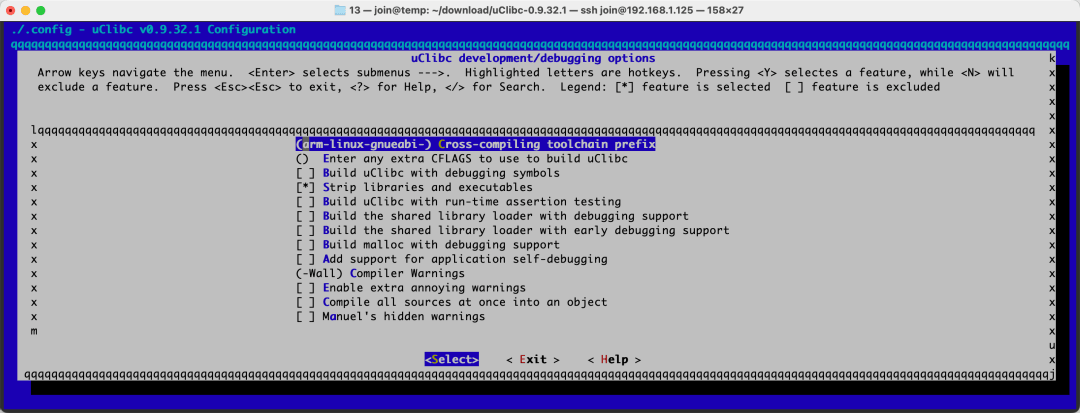 13 — join@temp: ~/download/uClibc-0.9.32.1 — ssh join@192.168.1.125 — 158×27
./.config - uClibc v0.9.32.1 Configuration
qqqqqqqqqqqqqqqqqqqqqqqqqqqqqqqqqqqqqqqqqqqqqqqqqqqqqqqqqqqqqqqqqqqqqqqqqqqqqqqqqqqqqqqqqqqqqqqqqqqqqqqqqqqqqqqqqqqqqqqqqqqqqqqqqqqqqqqqqqqqqqqqqqqqqqqqqqqq
uClibc development/debugging options k
Arrow keys navigate the menu.  <Enter> selects submenus --->.  Highlighted letters are hotkeys.  Pressing <Y> selectes a feature, while <N> will x
exclude a feature.  Press <Esc><Esc> to exit, <?> for Help, </> for Search.  Legend: [*] feature is selected  [ ] feature is excluded x
x
x
lqqqqqqqqqqqqqqqqqqqqqqqqqqqqqqqqqqqqqqqqqqqqqqqqqqqqqqqqqqqqqqqqqqqqqqqqqqqqqqqqqqqqqqqqqqqqqqqqqqqqqqqqqqqqqqqqqqqqqqqqqqqqqqqqqqqqqqqqqqqqqqqqqqq x
x (arm-linux-gnueabi-) Cross-compiling toolchain prefix x
x ()  Enter any extra CFLAGS to use to build uClibc x
x [ ] Build uClibc with debugging symbols x
x [*] Strip libraries and executables x
x [ ] Build uClibc with run-time assertion testing x
x [ ] Build the shared library loader with debugging support x
x [ ] Build the shared library loader with early debugging support x
x [ ] Build malloc with debugging support x
x [ ] Add support for application self-debugging x
x (-Wall) Compiler Warnings x
x [ ] Enable extra annoying warnings x
x [ ] Compile all sources at once into an object x
x [ ] Manuel's hidden warnings x
m x
u
<Select>    < Exit >    < Help > x
qqqqqqqqqqqqqqqqqqqqqqqqqqqqqqqqqqqqqqqqqqqqqqqqqqqqqqqqqqqqqqqqqqqqqqqqqqqqqqqqqqqqqqqqqqqqqqqqqqqqqqqqqqqqqqqqqqqqqqqqqqqqqqqqqqqqqqqqqqqqqqqqqqqqqqqqj